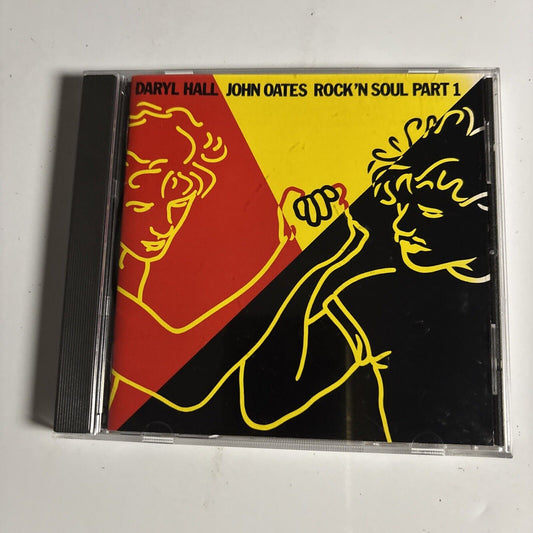 DARYL HALL JOHN OATES ROCK'N SOUL PART 1